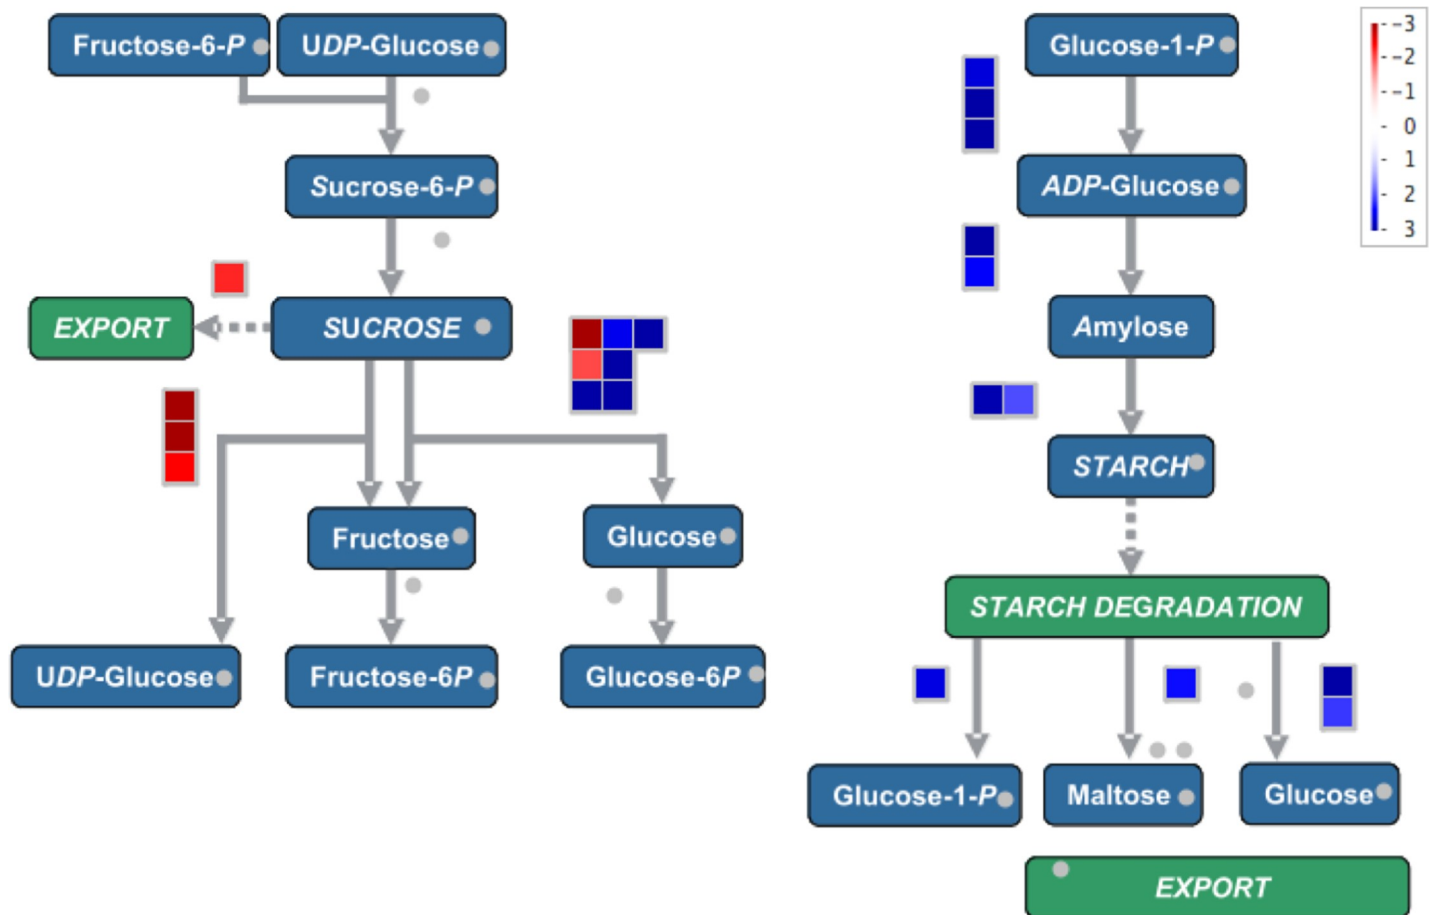 Fructose-6-P
UDP-Glucose
Sucrose-6-P
EXPORT
SUCROSE
Fructose
Glucose
UDP-Glucose
Fructose-6P
Glucose-6P
Glucose-1-P
ADP-Glucose
Amylose
STARCH
STARCH DEGRADATION
Glucose-1-P
Maltose
Glucose
EXPORT
-3
-2
-1
0
1
2
3